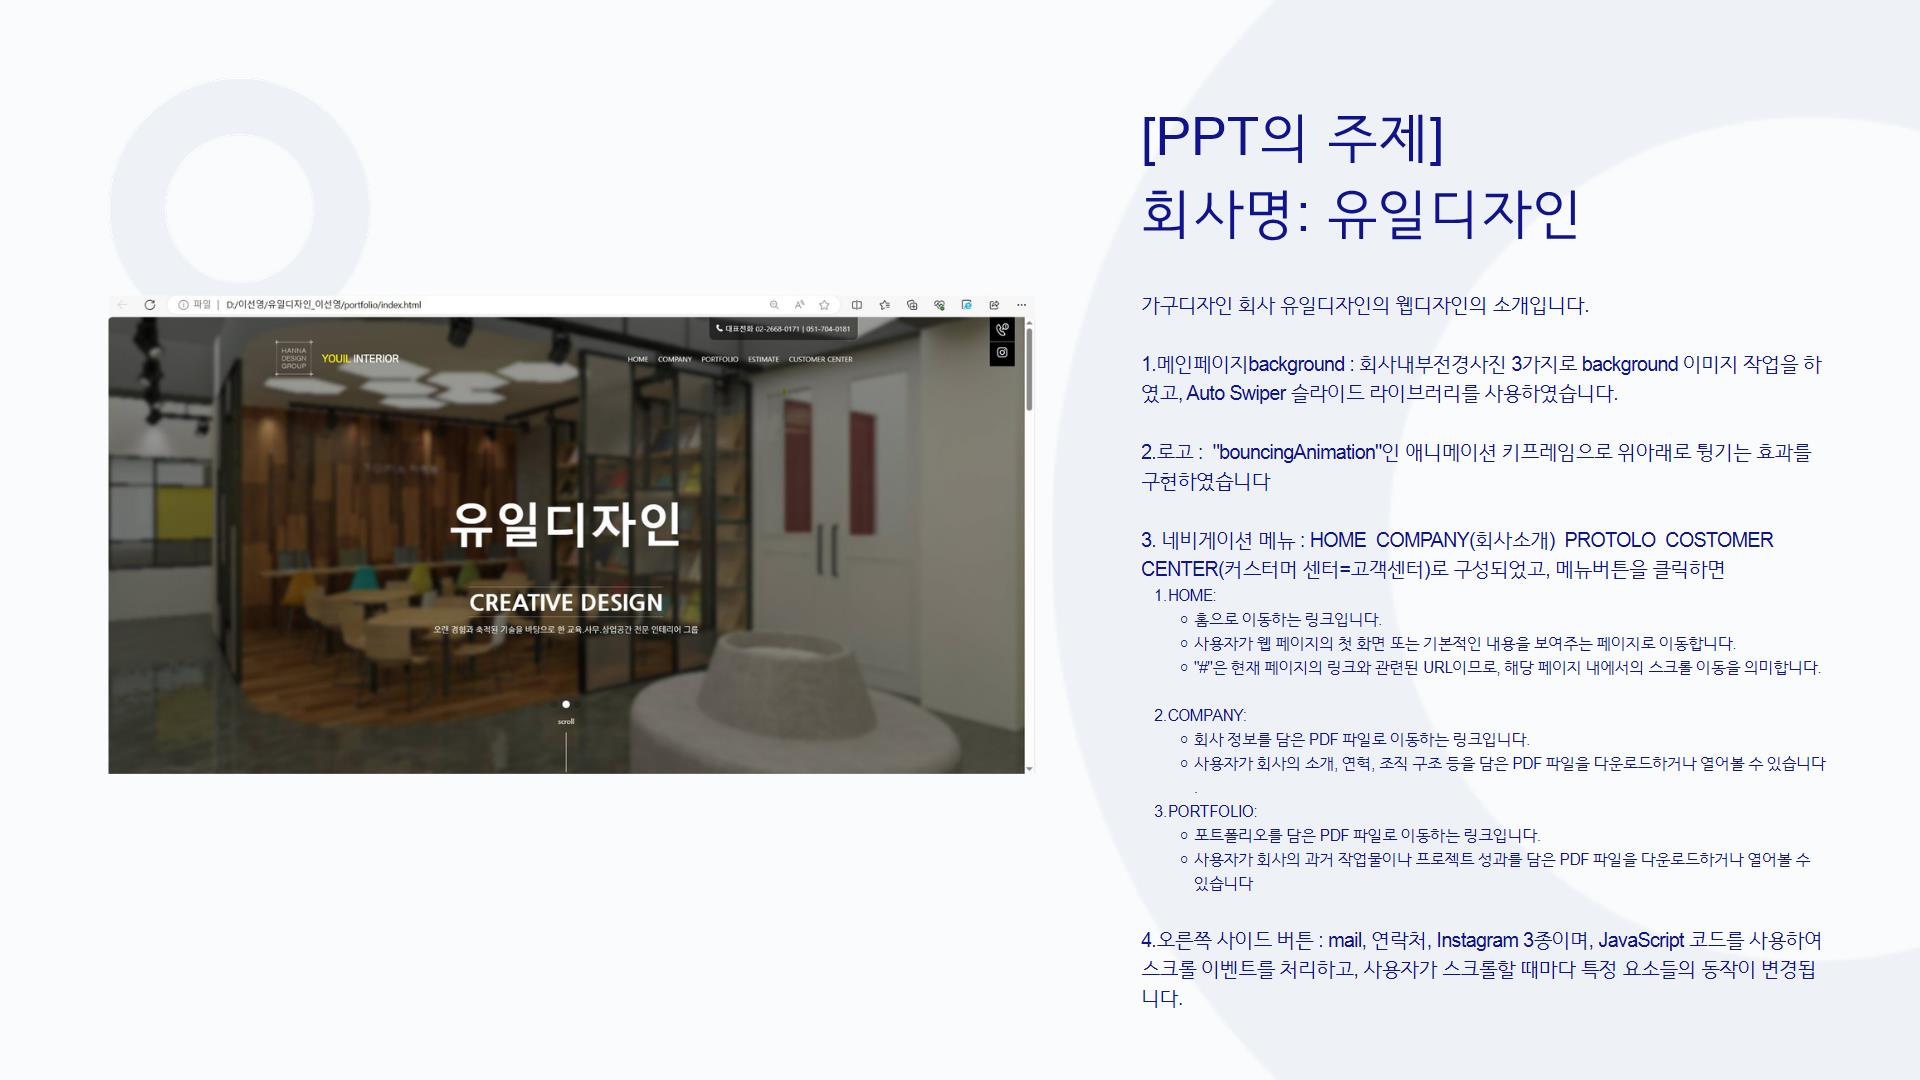 파일 | D:/이선영/유일디자인_이선영/portfolio/index.html
대표전화 02-2668-0171 | 051-704-0181
HANNA
DESIGN
GROUP
YOUIL INTERIOR
HOME COMPANY PORTFOLIO ESTIMATE CUSTOMER CENTER
유일디자인
CREATIVE DESIGN
오랜 경험과 축적된 기술을 바탕으로 한 교육.사무.상업공간 전문 인테리어 그룹
scroll
[PPT의 주제]
회사명: 유일디자인
가구디자인 회사 유일디자인의 웹디자인의 소개입니다.
1.메인페이지background : 회사내부전경사진 3가지로 background 이미지 작업을 하
였고, Auto Swiper 슬라이드 라이브러리를 사용하였습니다.
2.로고 : "bouncingAnimation"인 애니메이션 키프레임으로 위아래로 튕기는 효과를
구현하였습니다
3. 네비게이션 메뉴 : HOME COMPANY(회사소개) PROTOLO COSTOMER
CENTER(커스터머 센터=고객센터)로 구성되었고, 메뉴버튼을 클릭하면
1.HOME:
○ 홈으로 이동하는 링크입니다.
○ 사용자가 웹 페이지의 첫 화면 또는 기본적인 내용을 보여주는 페이지로 이동합니다.
○ "#"은 현재 페이지의 링크와 관련된 URL이므로, 해당 페이지 내에서의 스크롤 이동을 의미합니다.
2.COMPANY:
○ 회사 정보를 담은 PDF 파일로 이동하는 링크입니다.
○ 사용자가 회사의 소개, 연혁, 조직 구조 등을 담은 PDF 파일을 다운로드하거나 열어볼 수 있습니다
.
3.PORTFOLIO:
○ 포트폴리오를 담은 PDF 파일로 이동하는 링크입니다.
○ 사용자가 회사의 과거 작업물이나 프로젝트 성과를 담은 PDF 파일을 다운로드하거나 열어볼 수
있습니다
4.오른쪽 사이드 버튼 : mail, 연락처, Instagram 3종이며, JavaScript 코드를 사용하여
스크롤 이벤트를 처리하고, 사용자가 스크롤할 때마다 특정 요소들의 동작이 변경됩
니다.